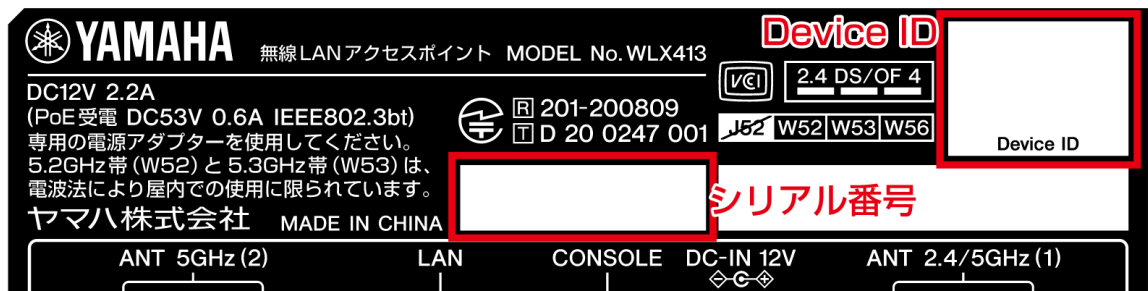 YAMAHA 無線LANアクセスポイント MODEL No. WLX413
Device ID
VCI
2.4 DS/OF 4
DC12V 2.2A
(PoE受電 DC53V 0.6A IEEE802.3bt)
専用の電源アダプターを使用してください。
5.2GHz帯(W52)と5.3GHz帯(W53)は、
電波法により屋内での使用に限られています。
R 201-200809
T D 20 0247 001
J52 W52 W53 W56
Device ID
ヤマハ株式会社 MADE IN CHINA
シリアル番号
ANT 5GHz(2) LAN CONSOLE DC-IN 12V ANT 2.4/5GHz(1)